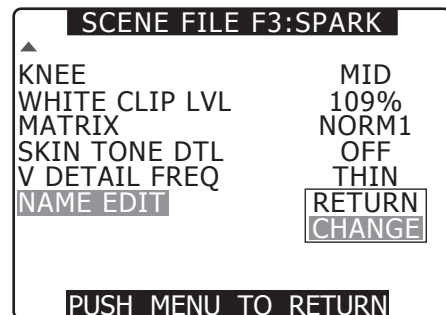 SCENE FILE F3:SPARK
KNEE MID
WHITE CLIP LVL 109%
MATRIX NORM1
SKIN TONE DTL OFF
V DETAIL FREQ THIN
NAME EDIT RETURN
CHANGE
PUSH MENU TO RETURN